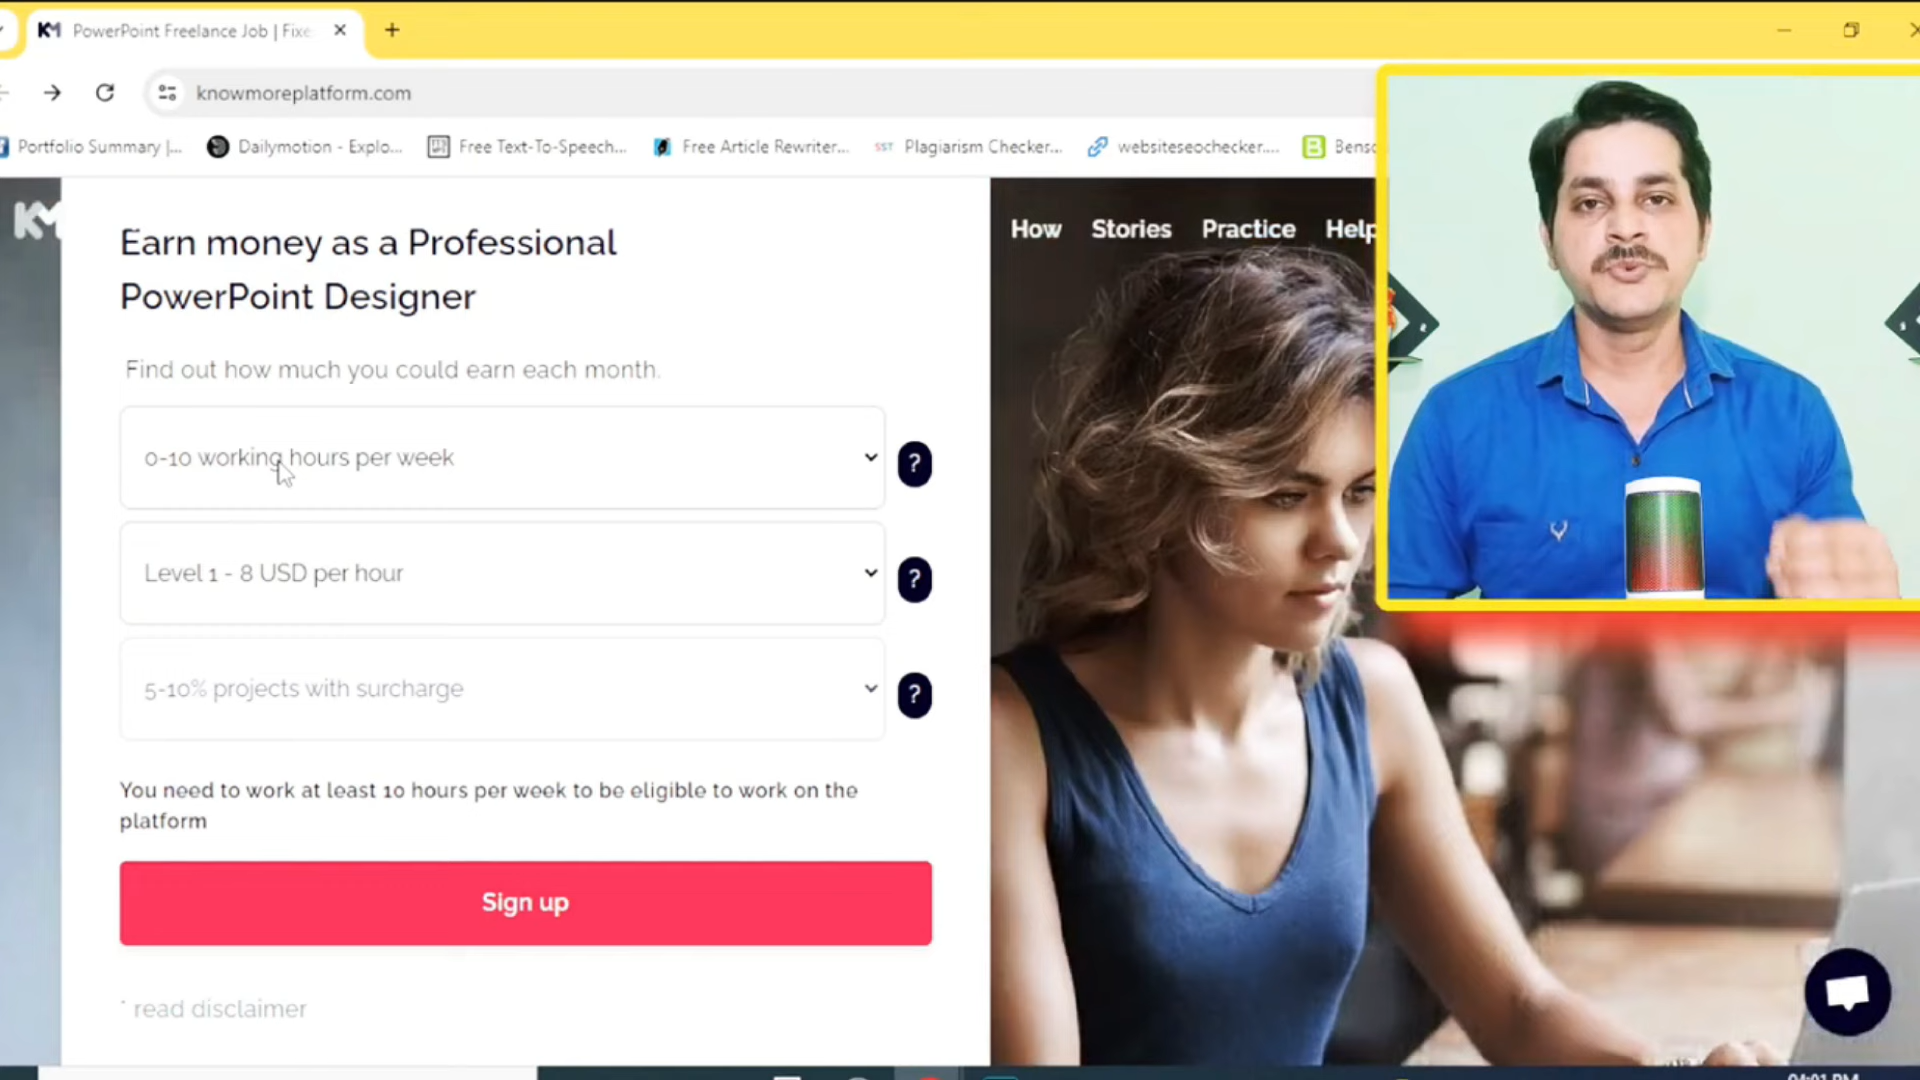 KM PowerPoint Freelance Job | Fixe
knowmoreplatform.com
Portfolio Summary |... Dailymotion - Explo... Free Text-To-Speech... Free Article Rewriter... SST Plagiarism Checker... websiteseochecker.... B
KM
How Stories Practice Help
Earn money as a Professional
PowerPoint Designer
Find out how much you could earn each month.
0-10 working hours per week ?
Level 1 - 8 USD per hour ?
5-10% projects with surcharge ?
You need to work at least 10 hours per week to be eligible to work on the
platform
Sign up
* read disclaimer